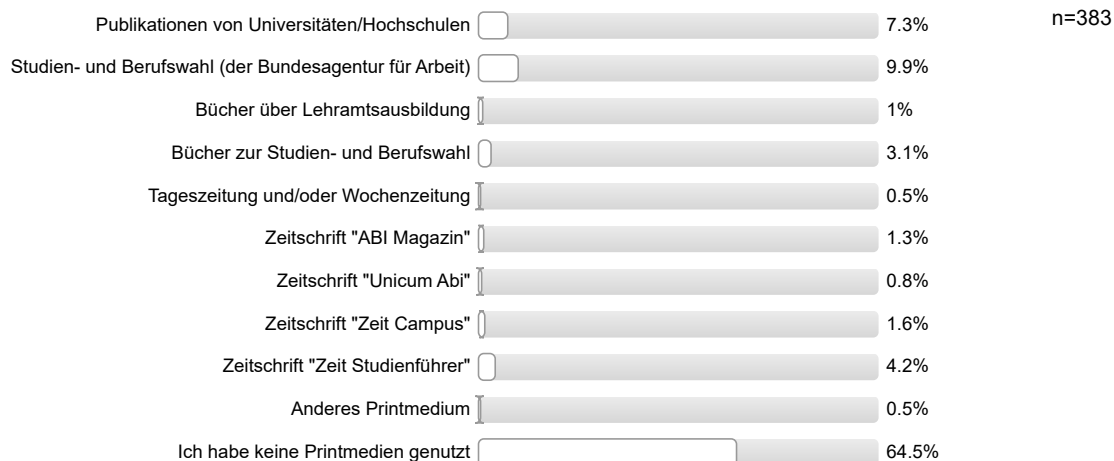 Publikationen von Universitäten/Hochschulen 7.3% n=383
Studien- und Berufswahl (der Bundesagentur für Arbeit) 9.9%
Bücher über Lehramtsausbildung 1%
Bücher zur Studien- und Berufswahl 3.1%
Tageszeitung und/oder Wochenzeitung 0.5%
Zeitschrift "ABI Magazin" 1.3%
Zeitschrift "Unicum Abi" 0.8%
Zeitschrift "Zeit Campus" 1.6%
Zeitschrift "Zeit Studienführer" 4.2%
Anderes Printmedium 0.5%
Ich habe keine Printmedien genutzt 64.5%